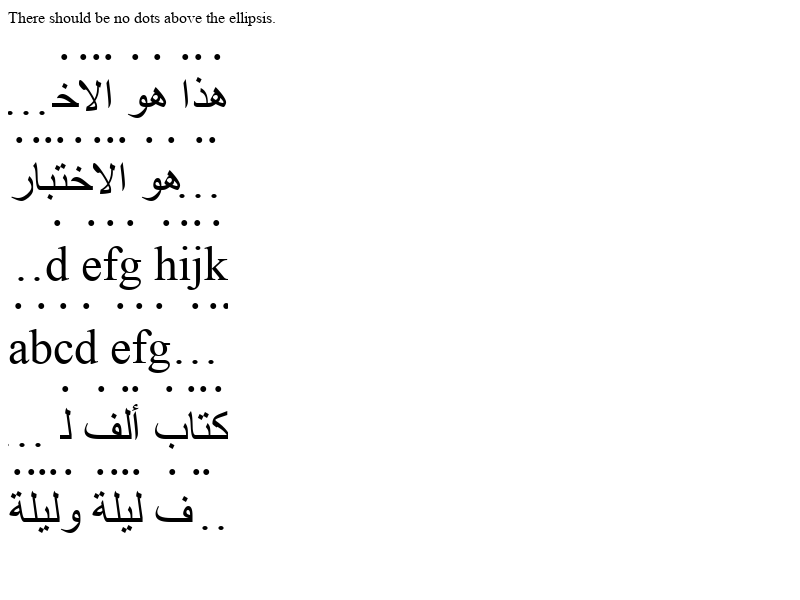 There should be no dots above the ellipsis.
هذا هو الاخـ...
...هو الاختبار
..d efg hijk
abcd efg...
كتاب ألف لـ ...
..ف ليلة وليلة